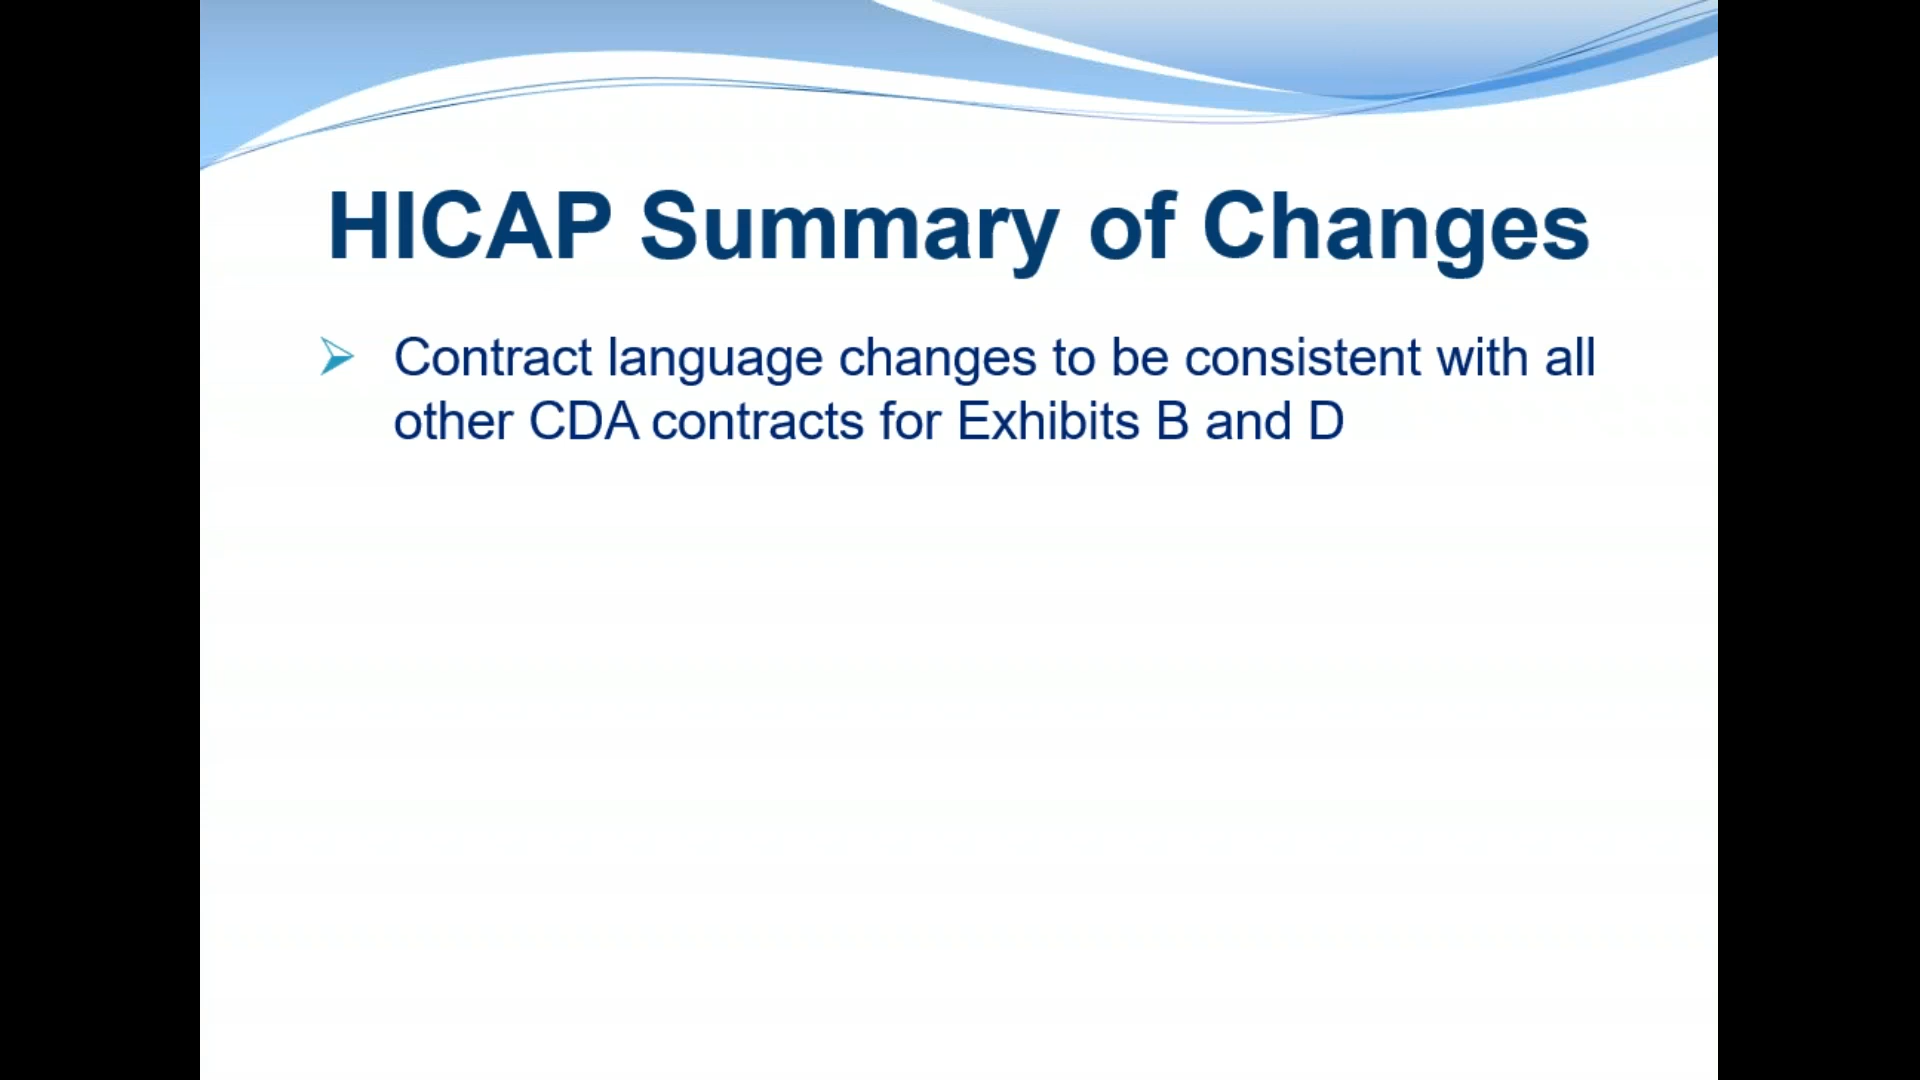 HICAP Summary of Changes
Contract language changes to be consistent with all
other CDA contracts for Exhibits B and D